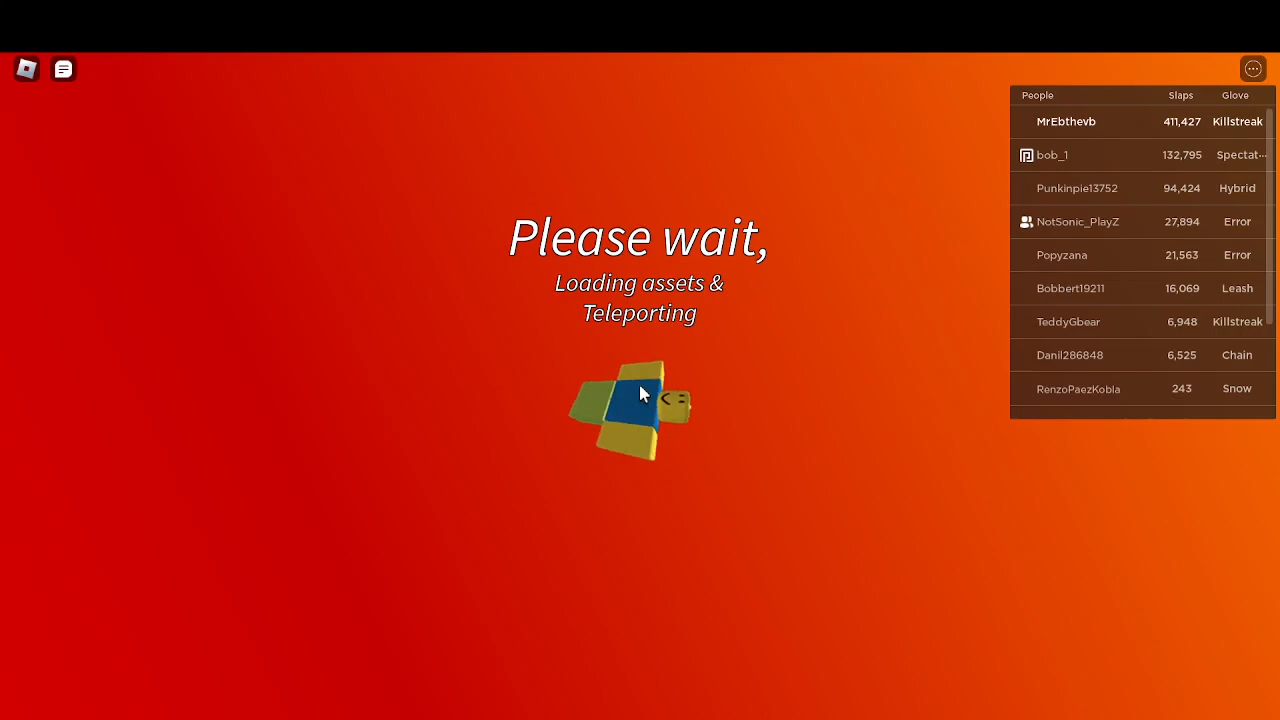 People Slaps Glove
MrEbthevb 411,427 Killstreak
bob_1 132,795 Spectat...
Punkinpie13752 94,424 Hybrid
NotSonic_PlayZ 27,894 Error
Popyzana 21,563 Error
Bobbert19211 16,069 Leash
TeddyGbear 6,948 Killstreak
Danil286848 6,525 Chain
RenzoPaezKobla 243 Snow
Please wait,
Loading assets &
Teleporting